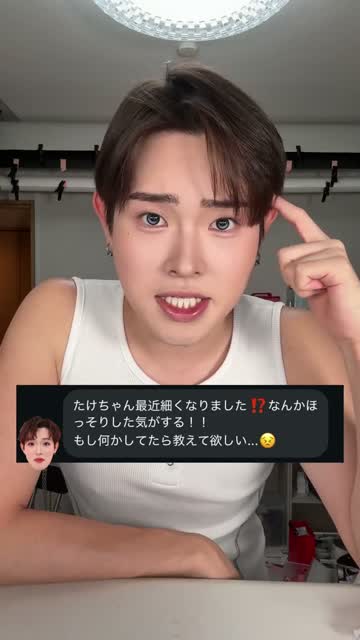 たけちゃん最近細くなりました⁉️なんかほ
っそりした気がする！！
もし何かしてたら教えて欲しい...😣